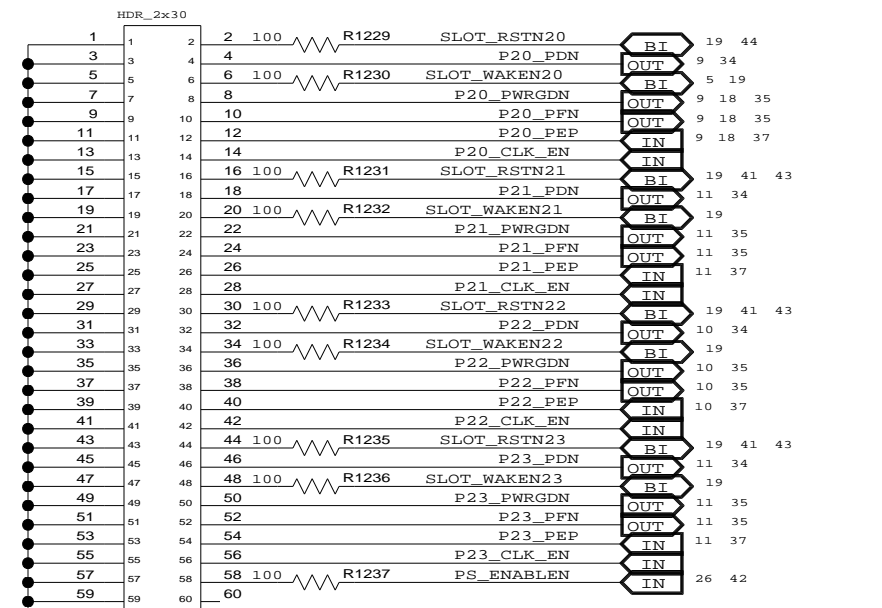 HDR_2x30
1 1 2 2 100 R1229 SLOT_RSTN20 BI 19 44
3 3 4 4 P20_PDN OUT 9 34
5 5 6 6 100 R1230 SLOT_WAKEN20 BI 5 19
7 7 8 8 P20_PWRGDN OUT 9 18 35
9 9 10 10 P20_PFN OUT 9 18 35
11 11 12 12 P20_PEP IN 9 18 37
13 13 14 14 P20_CLK_EN IN
15 15 16 16 100 R1231 SLOT_RSTN21 BI 19 41 43
17 17 18 18 P21_PDN OUT 11 34
19 19 20 20 100 R1232 SLOT_WAKEN21 BI 19
21 21 22 22 P21_PWRGDN OUT 11 35
23 23 24 24 P21_PFN OUT 11 35
25 25 26 26 P21_PEP IN 11 37
27 27 28 28 P21_CLK_EN IN
29 29 30 30 100 R1233 SLOT_RSTN22 BI 19 41 43
31 31 32 32 P22_PDN OUT 10 34
33 33 34 34 100 R1234 SLOT_WAKEN22 BI 19
35 35 36 36 P22_PWRGDN OUT 10 35
37 37 38 38 P22_PFN OUT 10 35
39 39 40 40 P22_PEP IN 10 37
41 41 42 42 P22_CLK_EN IN
43 43 44 44 100 R1235 SLOT_RSTN23 BI 19 41 43
45 45 46 46 P23_PDN OUT 11 34
47 47 48 48 100 R1236 SLOT_WAKEN23 BI 19
49 49 50 50 P23_PWRGDN OUT 11 35
51 51 52 52 P23_PFN OUT 11 35
53 53 54 54 P23_PEP IN 11 37
55 55 56 56 P23_CLK_EN IN
57 57 58 58 100 R1237 PS_ENABLEN IN 26 42
59 59 60 60